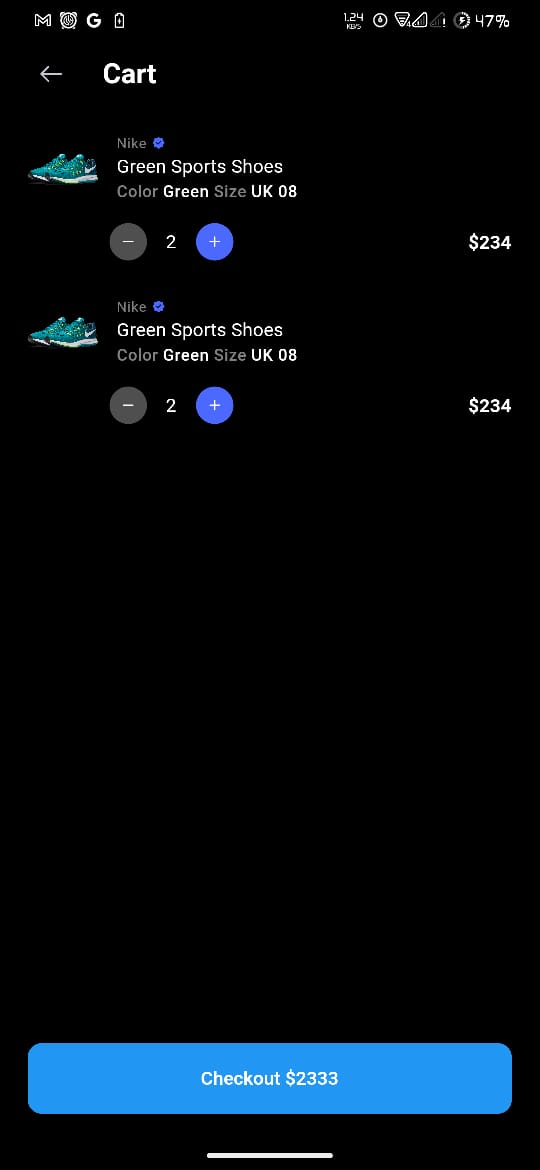 M G 1.24 KB/S 47%
Cart
Nike
Green Sports Shoes
Color Green Size UK 08
− 2 + $234
Nike
Green Sports Shoes
Color Green Size UK 08
− 2 + $234
Checkout $2333